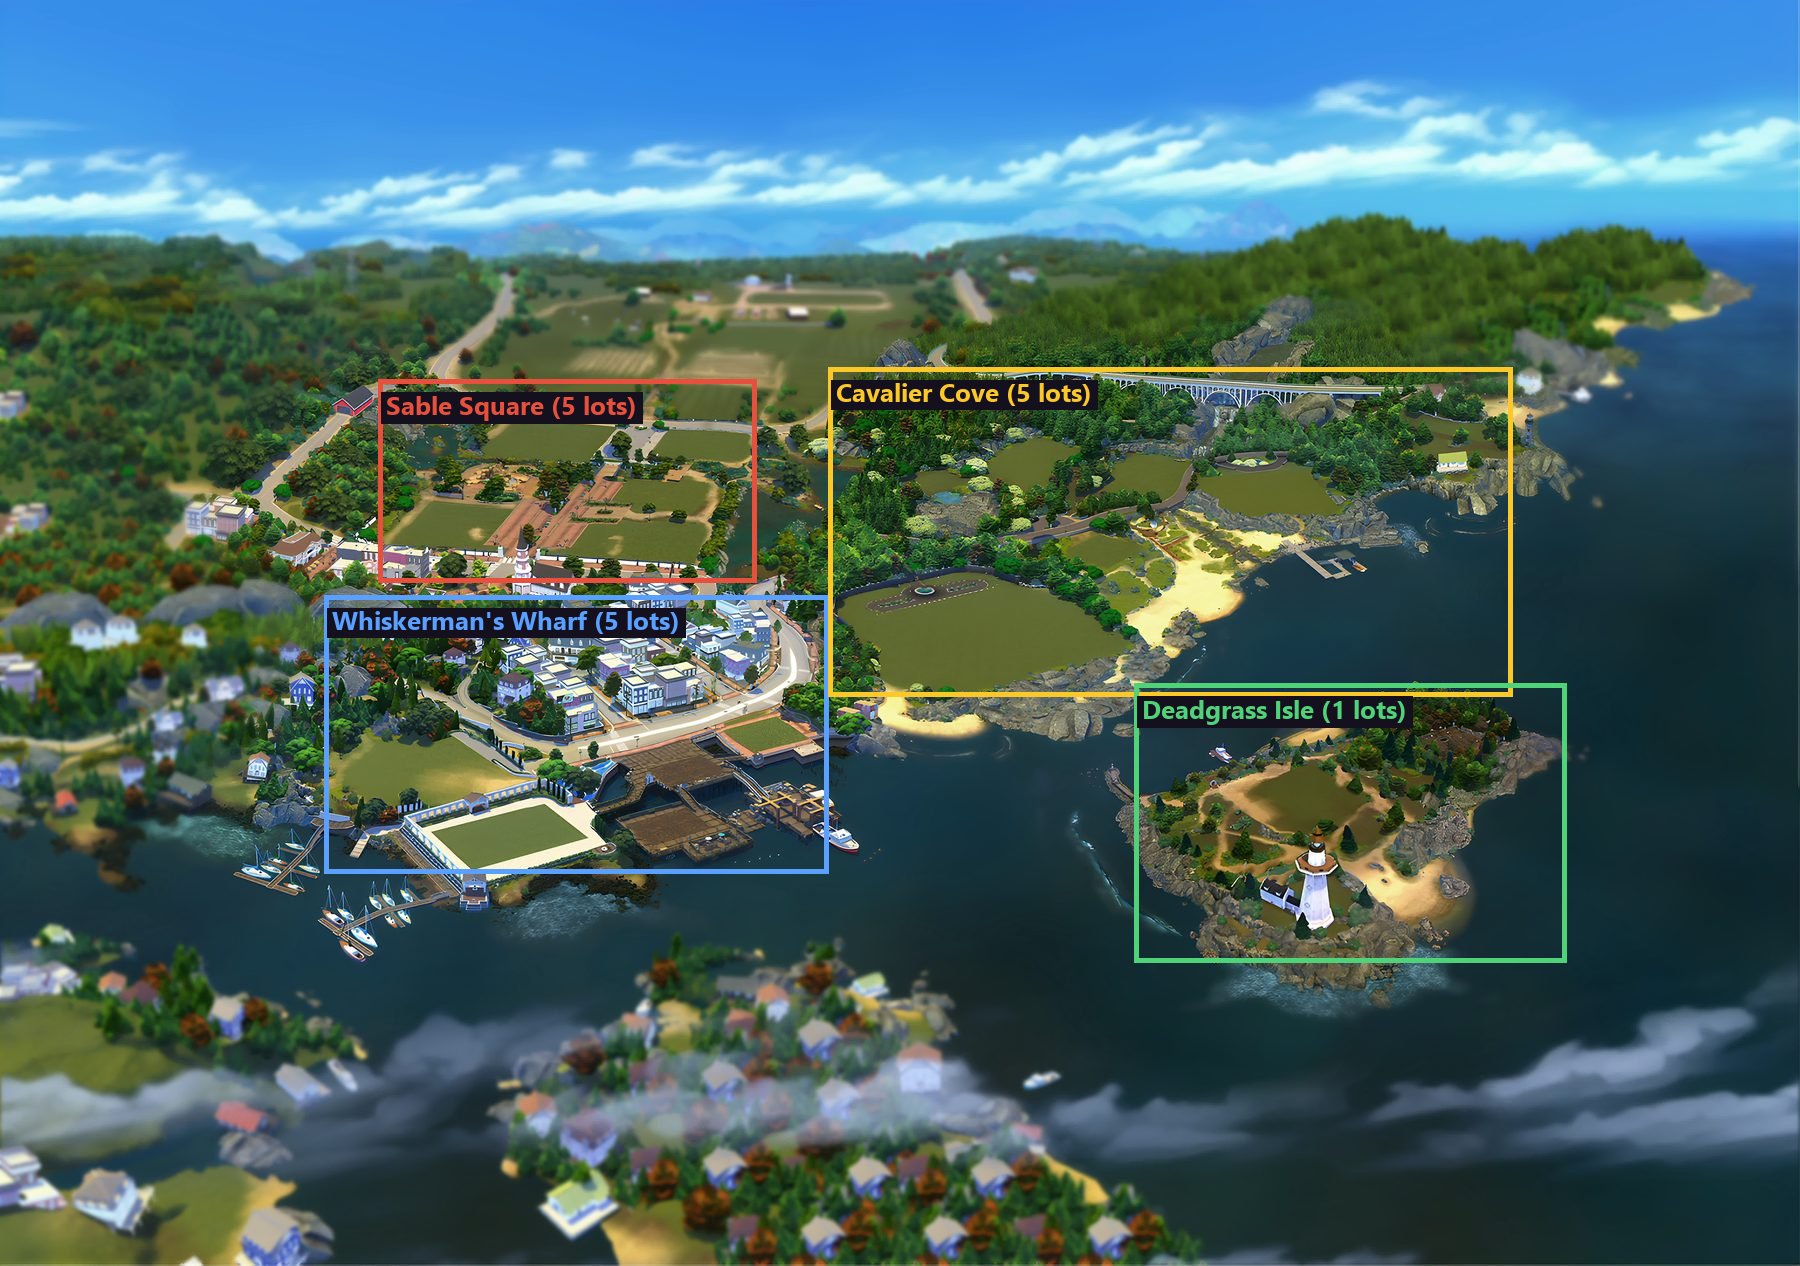 Sable Square (5 lots)
Cavalier Cove (5 lots)
Whiskerman's Wharf (5 lots)
Deadgrass Isle (1 lots)